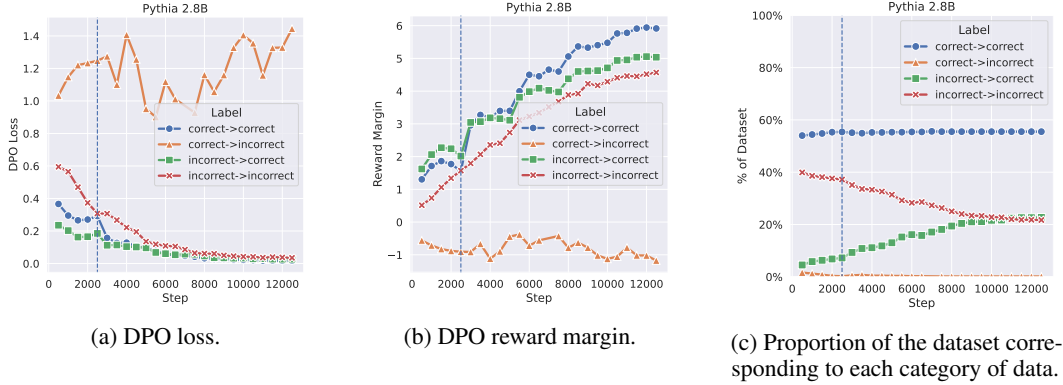 Pythia 2.8B
1.4
1.2
1.0
0.8
0.6
0.4
0.2
0.0
DPO Loss
Label
correct->correct
correct->incorrect
incorrect->correct
incorrect->incorrect
0 2000 4000 6000 8000 10000 12000
Step
(a) DPO loss.
Pythia 2.8B
6
5
4
3
2
1
0
−1
Reward Margin
Label
correct->correct
correct->incorrect
incorrect->correct
incorrect->incorrect
0 2000 4000 6000 8000 10000 12000
Step
(b) DPO reward margin.
Pythia 2.8B
100%
80%
60%
40%
20%
0%
% of Dataset
Label
correct->correct
correct->incorrect
incorrect->correct
incorrect->incorrect
0 2000 4000 6000 8000 10000 12000
Step
(c) Proportion of the dataset corre-
sponding to each category of data.